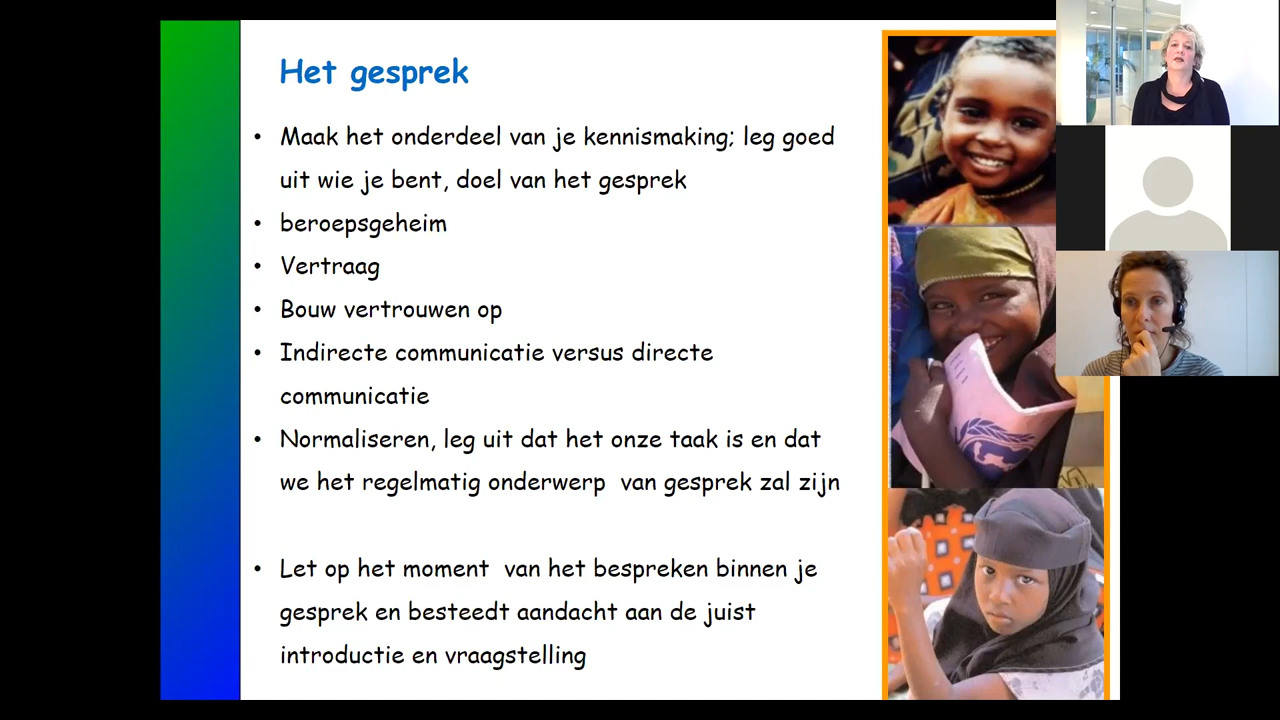 Het gesprek
• Maak het onderdeel van je kennismaking; leg goed
uit wie je bent, doel van het gesprek
• beroepsgeheim
• Vertraag
• Bouw vertrouwen op
• Indirecte communicatie versus directe
communicatie
• Normaliseren, leg uit dat het onze taak is en dat
we het regelmatig onderwerp van gesprek zal zijn
• Let op het moment van het bespreken binnen je
gesprek en besteedt aandacht aan de juist
introductie en vraagstelling